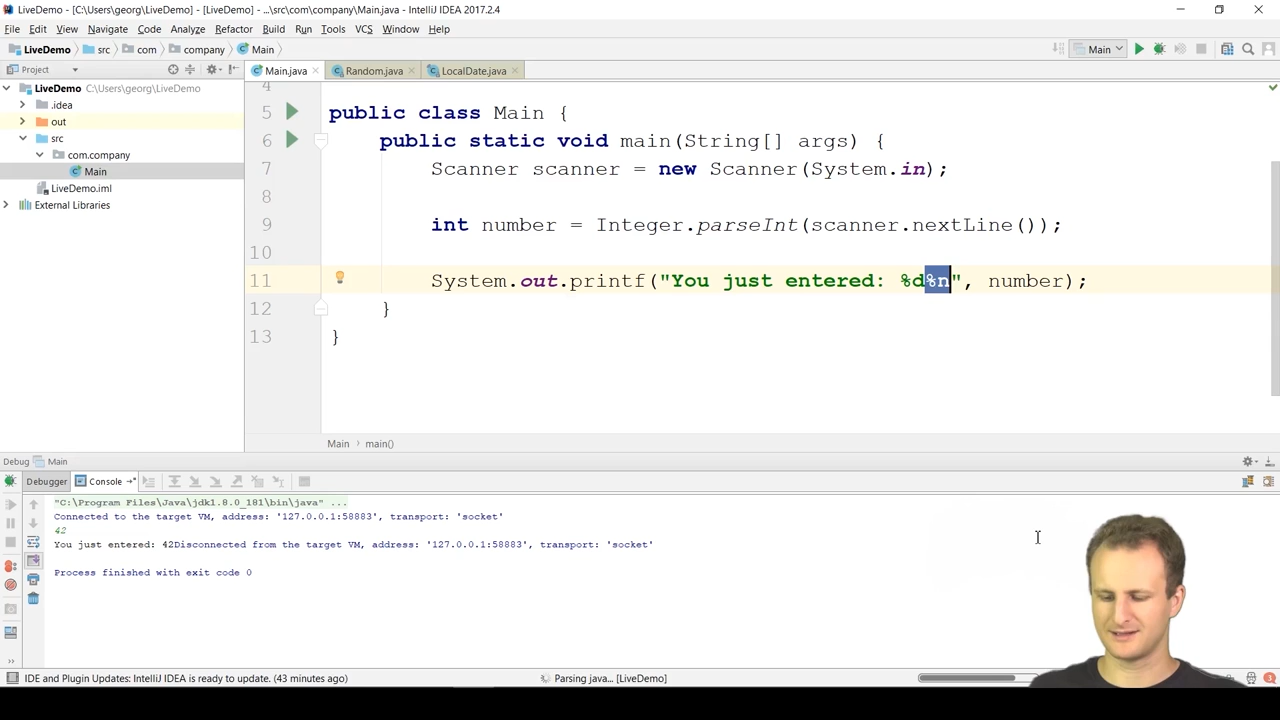 LiveDemo - [C:\Users\georg\LiveDemo] - [LiveDemo] - ...\src\com\company\Main.java - IntelliJ IDEA 2017.2.4
File Edit View Navigate Code Analyze Refactor Build Run Tools VCS Window Help
LiveDemo src com company Main Main
Project Main.java Random.java LocalDate.java
LiveDemo C:\Users\georg\LiveDemo
.idea
out
src
com.company
Main
LiveDemo.iml
External Libraries
4
5 public class Main {
6 public static void main(String[] args) {
7 Scanner scanner = new Scanner(System.in);
8
9 int number = Integer.parseInt(scanner.nextLine());
10
11 System.out.printf("You just entered: %d%n", number);
12 }
13 }
Main main()
Debug Main
Debugger Console
"C:\Program Files\Java\jdk1.8.0_181\bin\java" ...
Connected to the target VM, address: '127.0.0.1:58883', transport: 'socket'
42
You just entered: 42Disconnected from the target VM, address: '127.0.0.1:58883', transport: 'socket'
Process finished with exit code 0
IDE and Plugin Updates: IntelliJ IDEA is ready to update. (43 minutes ago) Parsing java... [LiveDemo]